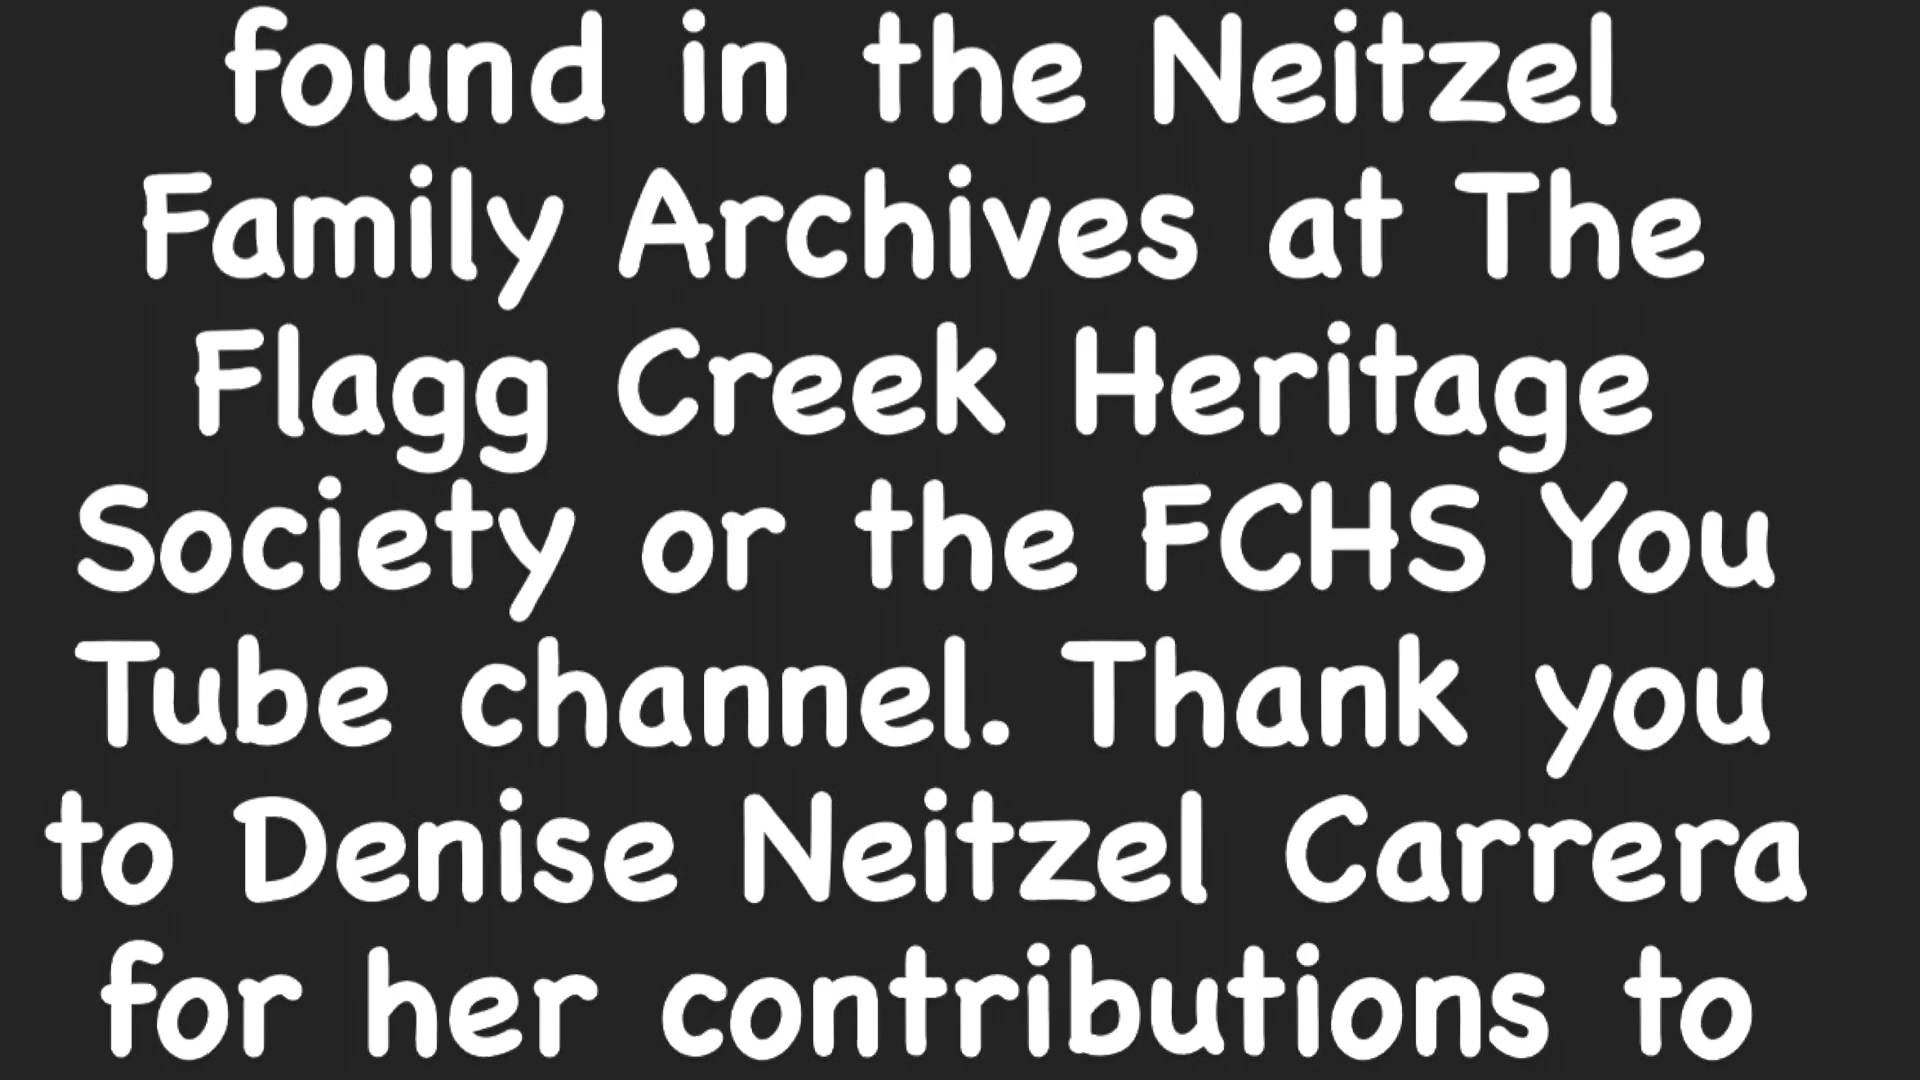 found in the Neitzel
Family Archives at The
Flagg Creek Heritage
Society or the FCHS You
Tube channel. Thank you
to Denise Neitzel Carrera
for her contributions to